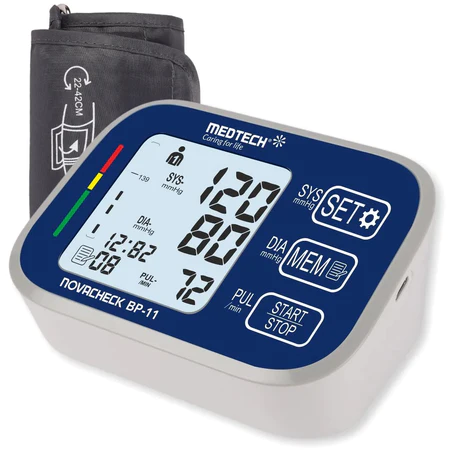 22-42CM
MEDTECH
Caring for life
1
SYS-
mmHg
120
139
DIA-
mmHg
80
12:82
08
PUL-
/MIN
72
SYS
mmHg
SET
DIA
mmHg
MEM
PUL
/min
START
STOP
NOVACHECK BP-11